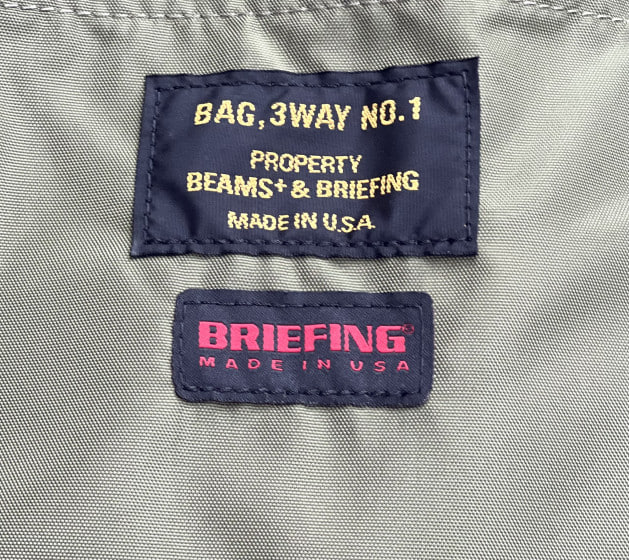 BAG, 3WAY NO.1
PROPERTY
BEAMS+ & BRIEFING
MADE IN U.S.A.
BRIEFING®
MADE IN USA